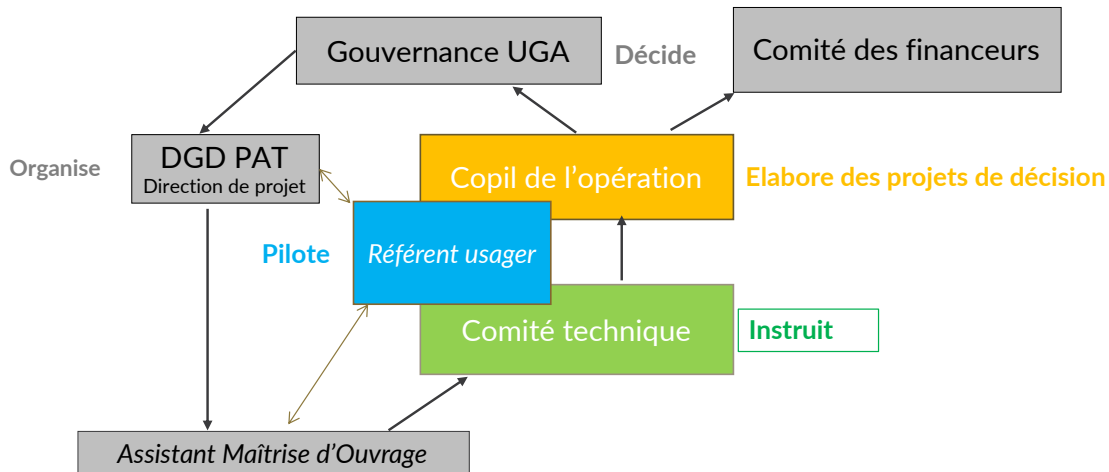 Gouvernance UGA
Décide
Comité des financeurs
Organise
DGD PAT
Direction de projet
Copil de l’opération
Elabore des projets de décision
Pilote
Référent usager
Comité technique
Instruit
Assistant Maîtrise d’Ouvrage